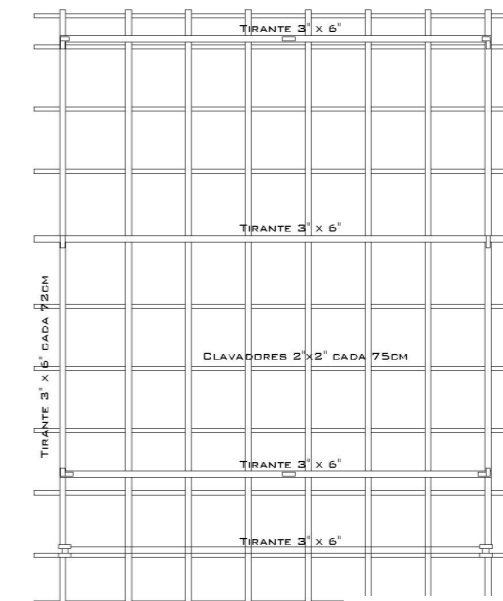 Tirante 3" x 6"
Tirante 3" x 6"
Tirante 3" x 6" cada 72cm
Clavadores 2"x2" cada 75cm
Tirante 3" x 6"
Tirante 3" x 6"